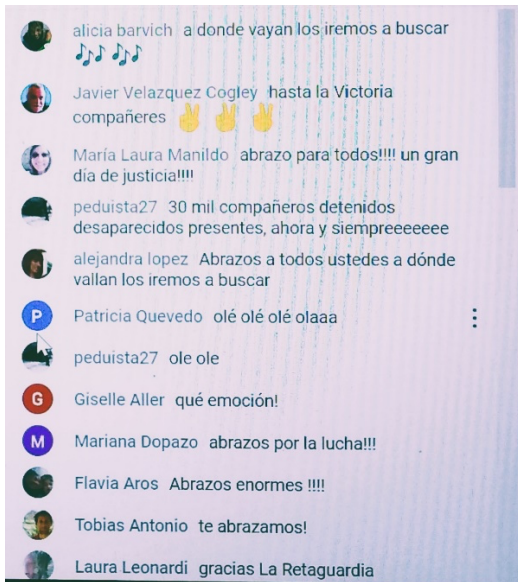 alicia barvich a donde vayan los iremos a buscar
🎶 🎶
Javier Velazquez Cogley hasta la Victoria
compañeres ✌ ✌ ✌
María Laura Manildo abrazo para todos!!!! un gran
día de justicia!!!!
peduista27 30 mil compañeros detenidos
desaparecidos presentes, ahora y siempreeeeeee
alejandra lopez Abrazos a todos ustedes a dónde
vallan los iremos a buscar
P Patricia Quevedo olé olé olé olaaa
peduista27 ole ole
G Giselle Aller qué emoción!
M Mariana Dopazo abrazos por la lucha!!!
Flavia Aros Abrazos enormes !!!!
Tobias Antonio te abrazamos!
Laura Leonardi gracias La Retaguardia